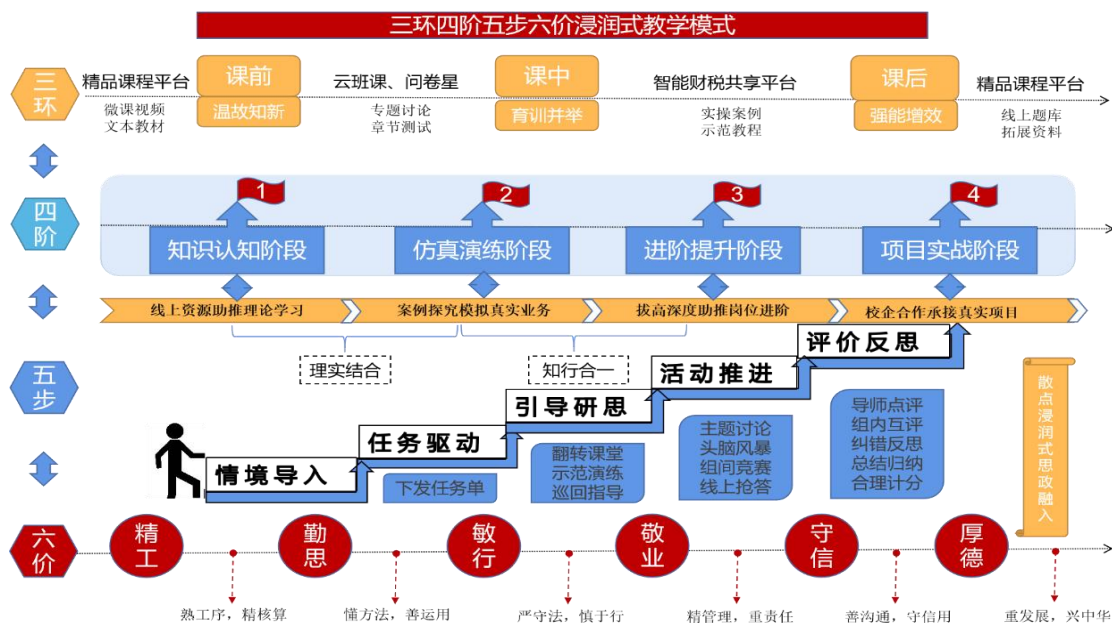 三环四阶五步六价浸润式教学模式
三环
精品课程平台
微课视频
文本教材
课前
温故知新
云班课、问卷星
专题讨论
章节测试
课中
育训并举
智能财税共享平台
实操案例
示范教程
课后
强能增效
精品课程平台
线上题库
拓展资料
四阶
1
2
3
4
知识认知阶段
仿真演练阶段
进阶提升阶段
项目实战阶段
线上资源助推理论学习
案例探究模拟真实业务
拔高深度助推岗位进阶
校企合作承接真实项目
理实结合
知行合一
五步
情境导入
任务驱动
下发任务单
引导研思
翻转课堂
示范演练
巡回指导
活动推进
主题讨论
头脑风暴
组间竞赛
线上抢答
评价反思
导师点评
组内互评
纠错反思
总结归纳
合理计分
散点浸润式思政融入
六价
精工
勤思
敏行
敬业
守信
厚德
熟工序，精核算
懂方法，善运用
严守法，慎于行
精管理，重责任
善沟通，守信用
重发展，兴中华